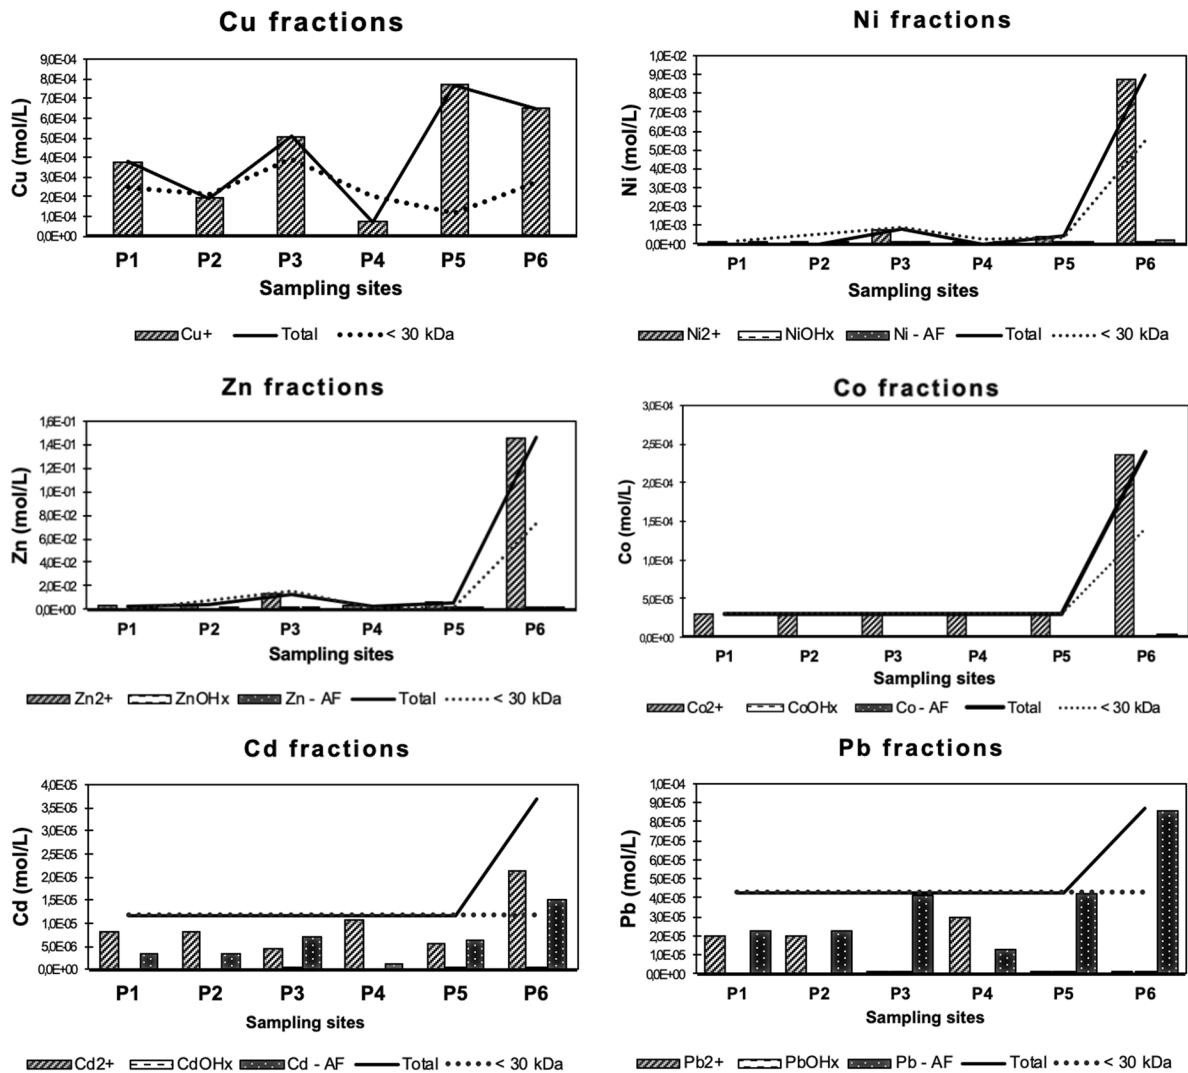 Cu fractions
Cu (mol/L)
9,0E-04
8,0E-04
7,0E-04
6,0E-04
5,0E-04
4,0E-04
3,0E-04
2,0E-04
1,0E-04
0,0E+00
P1 P2 P3 P4 P5 P6
Sampling sites
Cu+ Total < 30 kDa
Ni fractions
Ni (mol/L)
1,0E-02
9,0E-03
8,0E-03
7,0E-03
6,0E-03
5,0E-03
4,0E-03
3,0E-03
2,0E-03
1,0E-03
0,0E+00
P1 P2 P3 P4 P5 P6
Sampling sites
Ni2+ NiOHx Ni - AF Total < 30 kDa
Zn fractions
Zn (mol/L)
1,6E-01
1,4E-01
1,2E-01
1,0E-01
8,0E-02
6,0E-02
4,0E-02
2,0E-02
0,0E+00
P1 P2 P3 P4 P5 P6
Sampling sites
Zn2+ ZnOHx Zn - AF Total < 30 kDa
Co fractions
Co (mol/L)
3,0E-04
2,5E-04
2,0E-04
1,5E-04
1,0E-04
5,0E-05
0,0E+00
P1 P2 P3 P4 P5 P6
Sampling sites
Co2+ CoOHx Co - AF Total < 30 kDa
Cd fractions
Cd (mol/L)
4,0E-05
3,5E-05
3,0E-05
2,5E-05
2,0E-05
1,5E-05
1,0E-05
5,0E-06
0,0E+00
P1 P2 P3 P4 P5 P6
Sampling sites
Cd2+ CdOHx Cd - AF Total < 30 kDa
Pb fractions
Pb (mol/L)
1,0E-04
9,0E-05
8,0E-05
7,0E-05
6,0E-05
5,0E-05
4,0E-05
3,0E-05
2,0E-05
1,0E-05
0,0E+00
P1 P2 P3 P4 P5 P6
Sampling sites
Pb2+ PbOHx Pb - AF Total < 30 kDa